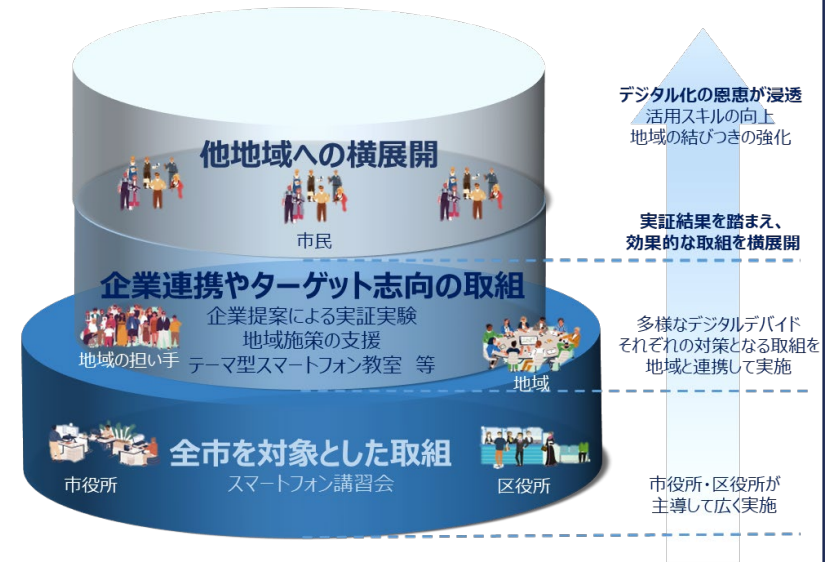 他地域への横展開
市民
企業連携やターゲット志向の取組
企業提案による実証実験
地域施策の支援
テーマ型スマートフォン教室 等
地域の担い手
地域
全市を対象とした取組
スマートフォン講習会
市役所
区役所
デジタル化の恩恵が浸透
活用スキルの向上
地域の結びつきの強化
実証結果を踏まえ、
効果的な取組を横展開
多様なデジタルデバイド
それぞれの対策となる取組を
地域と連携して実施
市役所・区役所が
主導して広く実施